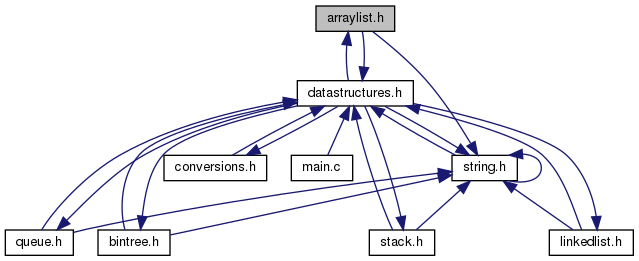 arraylist.h
datastructures.h
conversions.h
main.c
string.h
queue.h
bintree.h
stack.h
linkedlist.h